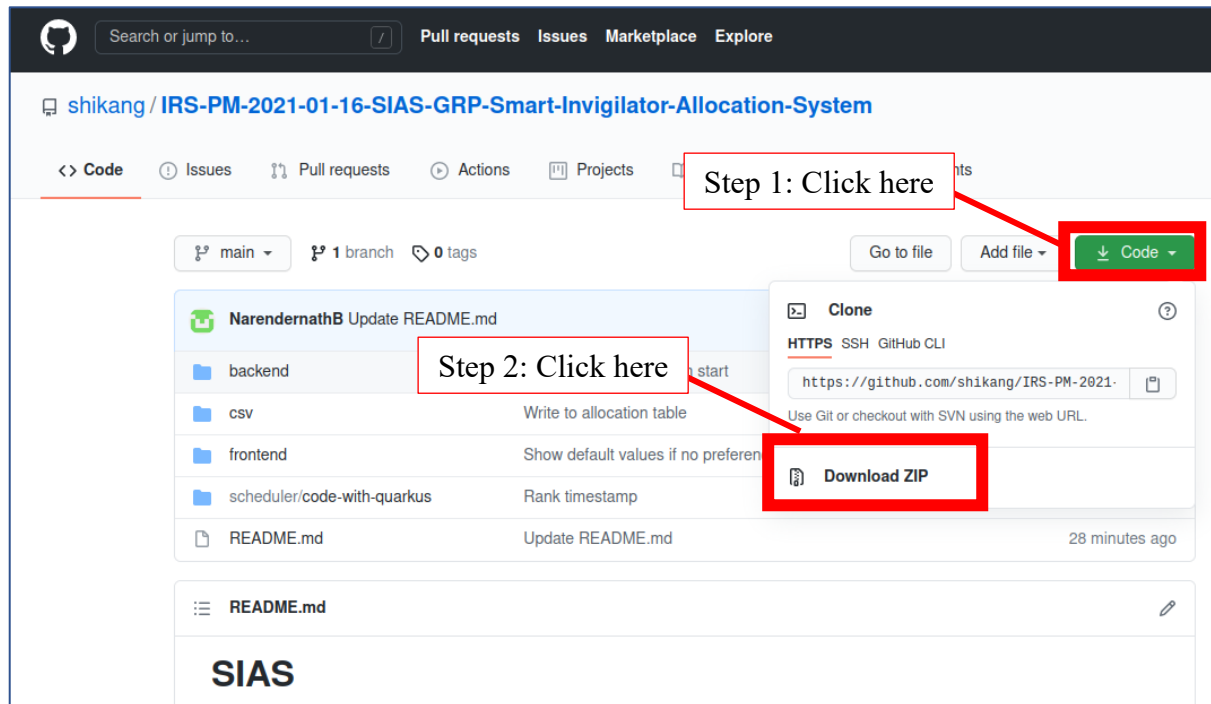 Search or jump to… /
Pull requests Issues Marketplace Explore
shikang / IRS-PM-2021-01-16-SIAS-GRP-Smart-Invigilator-Allocation-System
<> Code Issues Pull requests Actions Projects
Step 1: Click here
main 1 branch 0 tags Go to file Add file Code
NarendernathB Update README.md
Clone
HTTPS SSH GitHub CLI
backend start
Step 2: Click here
https://github.com/shikang/IRS-PM-2021-
csv Write to allocation table
Use Git or checkout with SVN using the web URL.
frontend Show default values if no
Download ZIP
scheduler/code-with-quarkus Rank timestamp
README.md Update README.md 28 minutes ago
README.md
SIAS